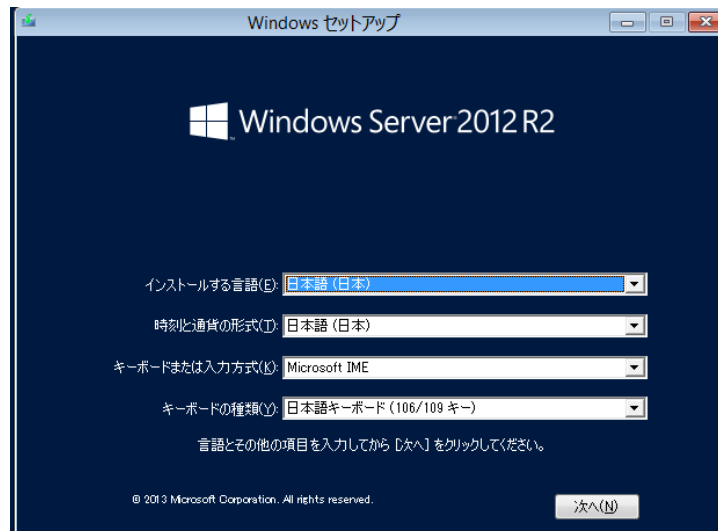 Windows セットアップ
Windows Server 2012 R2
インストールする言語(E): 日本語 (日本)
時刻と通貨の形式(T): 日本語 (日本)
キーボードまたは入力方式(K): Microsoft IME
キーボードの種類(Y): 日本語キーボード (106/109 キー)
言語とその他の項目を入力してから [次へ] をクリックしてください。
© 2013 Microsoft Corporation. All rights reserved.
次へ(N)